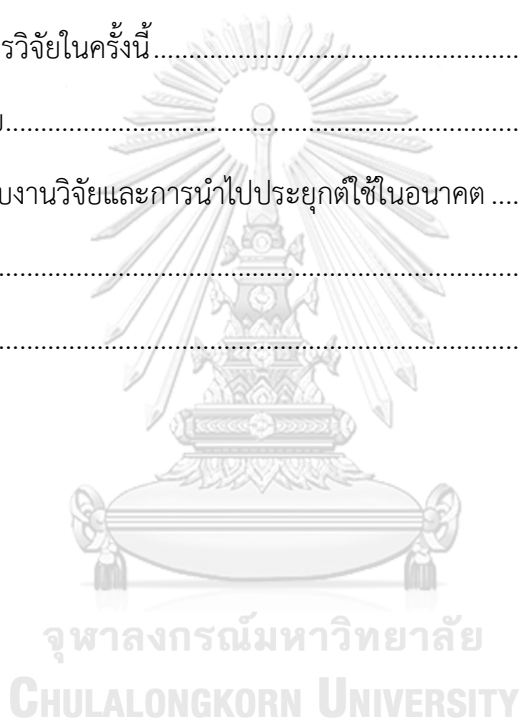 รวิจัยในครั้งนี้.......................................................
บงานวิจัยและการนำไปประยุกต์ใช้ในอนาคต ....
จุฬาลงกรณ์มหาวิทยาลัย
CHULALONGKORN UNIVERSITY